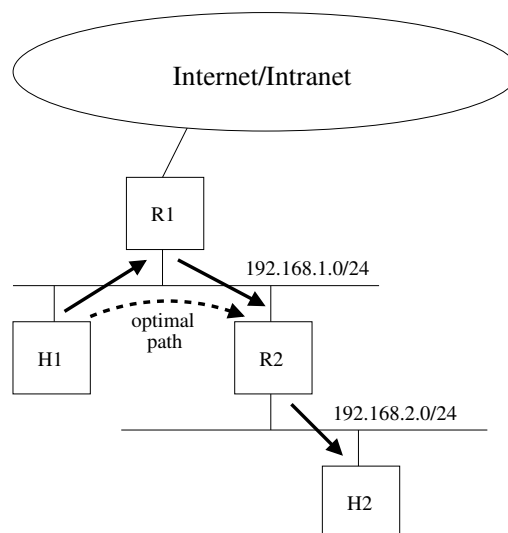 Internet/Intranet
R1
192.168.1.0/24
optimal
path
H1
R2
192.168.2.0/24
H2